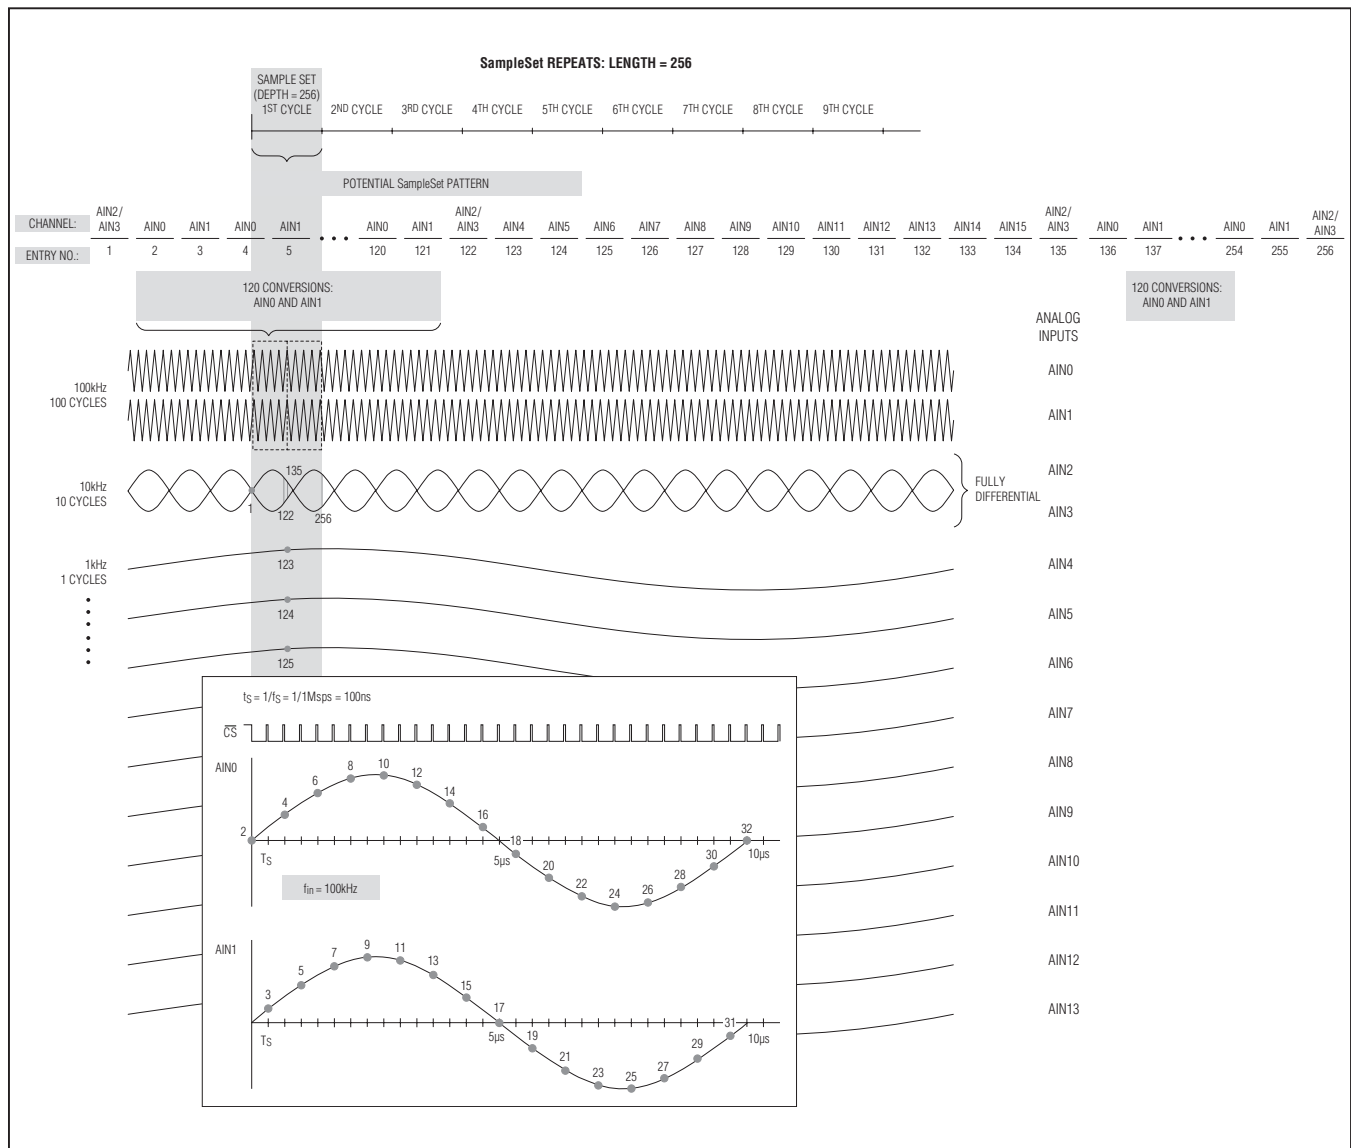 SampleSet REPEATS: LENGTH = 256
SAMPLE SET
(DEPTH = 256)
1ST CYCLE 2ND CYCLE 3RD CYCLE 4TH CYCLE 5TH CYCLE 6TH CYCLE 7TH CYCLE 8TH CYCLE 9TH CYCLE
POTENTIAL SampleSet PATTERN
CHANNEL: AIN2/AIN3 AIN0 AIN1 AIN0 AIN1 • • • AIN0 AIN1 AIN2/AIN3 AIN4 AIN5 AIN6 AIN7 AIN8 AIN9 AIN10 AIN11 AIN12 AIN13 AIN14 AIN15 AIN2/AIN3 AIN0 AIN1 • • • AIN0 AIN1 AIN2/AIN3
ENTRY NO.: 1 2 3 4 5 120 121 122 123 124 125 126 127 128 129 130 131 132 133 134 135 136 137 254 255 256
120 CONVERSIONS:
AIN0 AND AIN1
120 CONVERSIONS:
AIN0 AND AIN1
ANALOG
INPUTS
100kHz
100 CYCLES
AIN0
AIN1
10kHz
10 CYCLES
135
1
122
256
FULLY
DIFFERENTIAL
AIN2
AIN3
1kHz
1 CYCLES
123
AIN4
124
AIN5
125
AIN6
AIN7
AIN8
AIN9
AIN10
AIN11
AIN12
AIN13
tS = 1/fS = 1/1Msps = 100ns
CS
AIN0
2 4 6 8 10 12 14 16 18 20 22 24 26 28 30 32
TS 5µs 10µs
fin = 100kHz
AIN1
3 5 7 9 11 13 15 17 19 21 23 25 27 29 31
TS 5µs 10µs